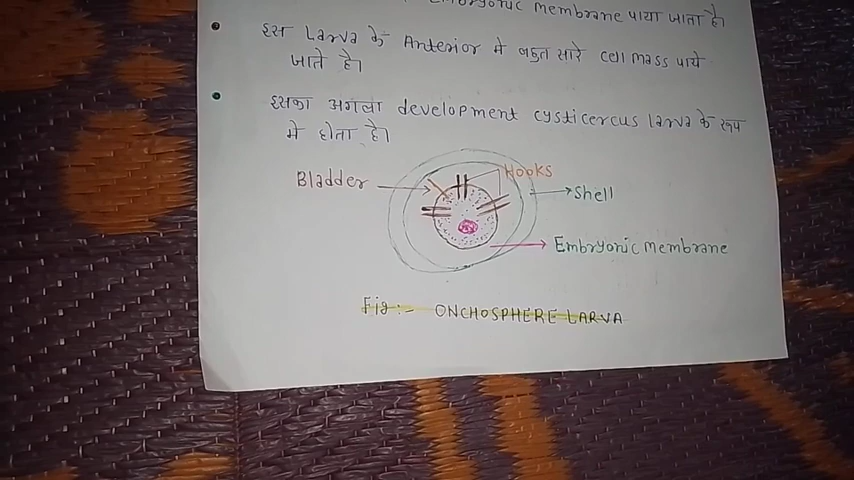 Embryonic membrane पाया जाता है।
इस Larva के Anterior मे बहुत सारे cell mass पाये
जाते है।
इसका अगला development cysticercus larva के रूप
मे होता है।
Bladder
Hooks
Shell
Embryonic membrane
Fig :- ONCHOSPHERE LARVA